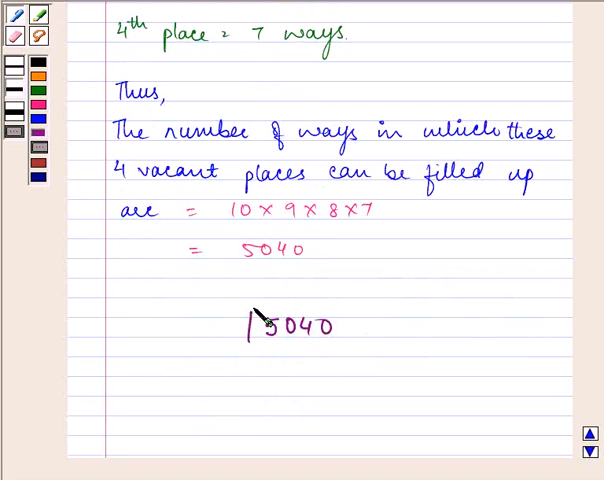 4th place = 7 ways.
Thus,
The number of ways in which these
4 vacant places can be filled up
are = 10 × 9 × 8 × 7
= 5040
5040